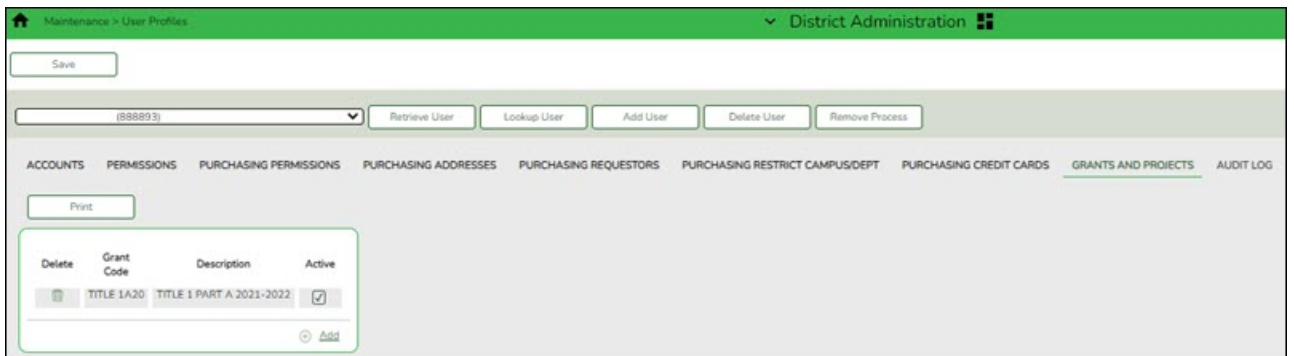 Maintenance > User Profiles District Administration
Save
(888893) Retrieve User Lookup User Add User Delete User Remove Process
ACCOUNTS PERMISSIONS PURCHASING PERMISSIONS PURCHASING ADDRESSES PURCHASING REQUESTORS PURCHASING RESTRICT CAMPUS/DEPT PURCHASING CREDIT CARDS GRANTS AND PROJECTS AUDIT LOG
Print
Delete Grant Code Description Active
TITLE 1A20 TITLE 1 PART A 2021-2022
Add